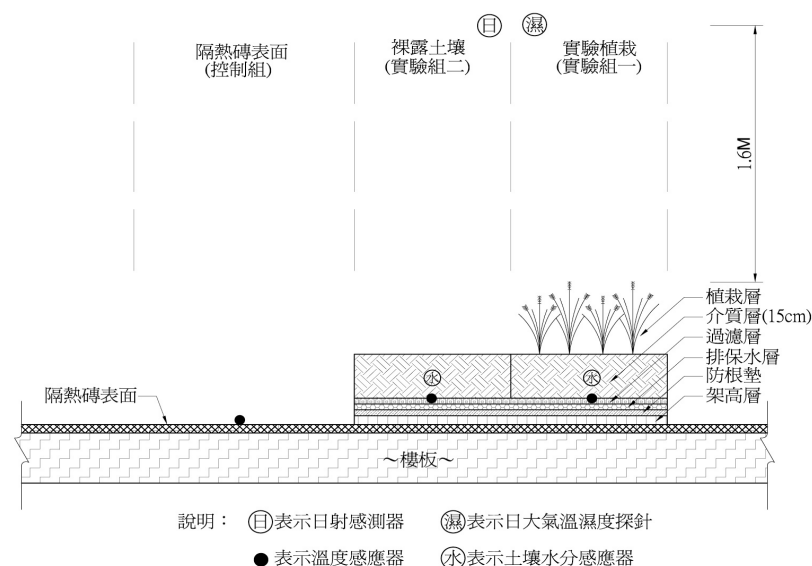 日 濕
隔熱磚表面
(控制組)
裸露土壤
(實驗組二)
實驗植栽
(實驗組一)
1.6M
植栽層
介質層(15cm)
過濾層
排保水層
防根墊
架高層
水 水
隔熱磚表面
~樓板~
說明： 日表示日射感測器 濕表示日大氣溫濕度探針
●表示溫度感應器 水表示土壤水分感應器